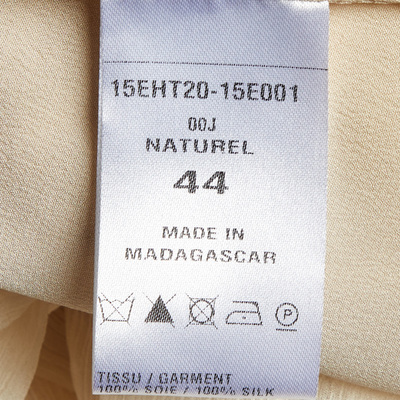 15EHT20-15E001
00J
NATUREL
44
MADE IN
MADAGASCAR
P
TISSU / GARMENT
100% SOIE / 100% SILK